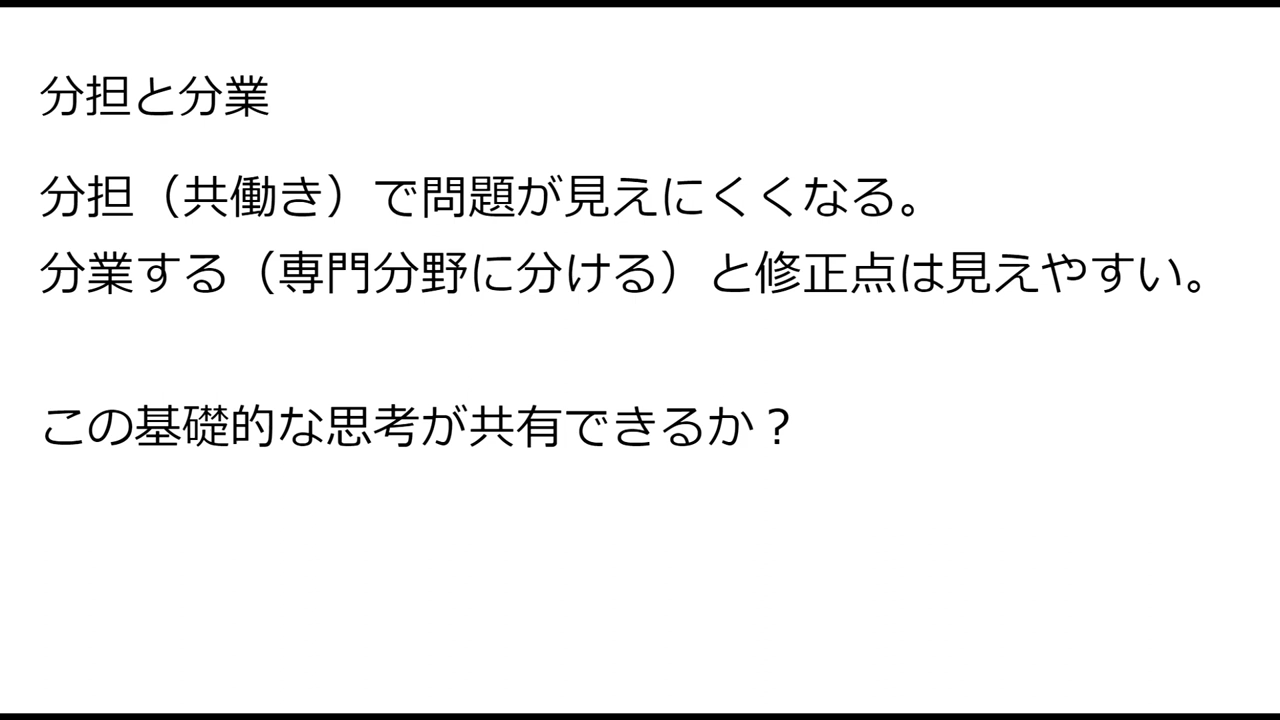 分担と分業
分担（共働き）で問題が見えにくくなる。
分業する（専門分野に分ける）と修正点は見えやすい。
この基礎的な思考が共有できるか？